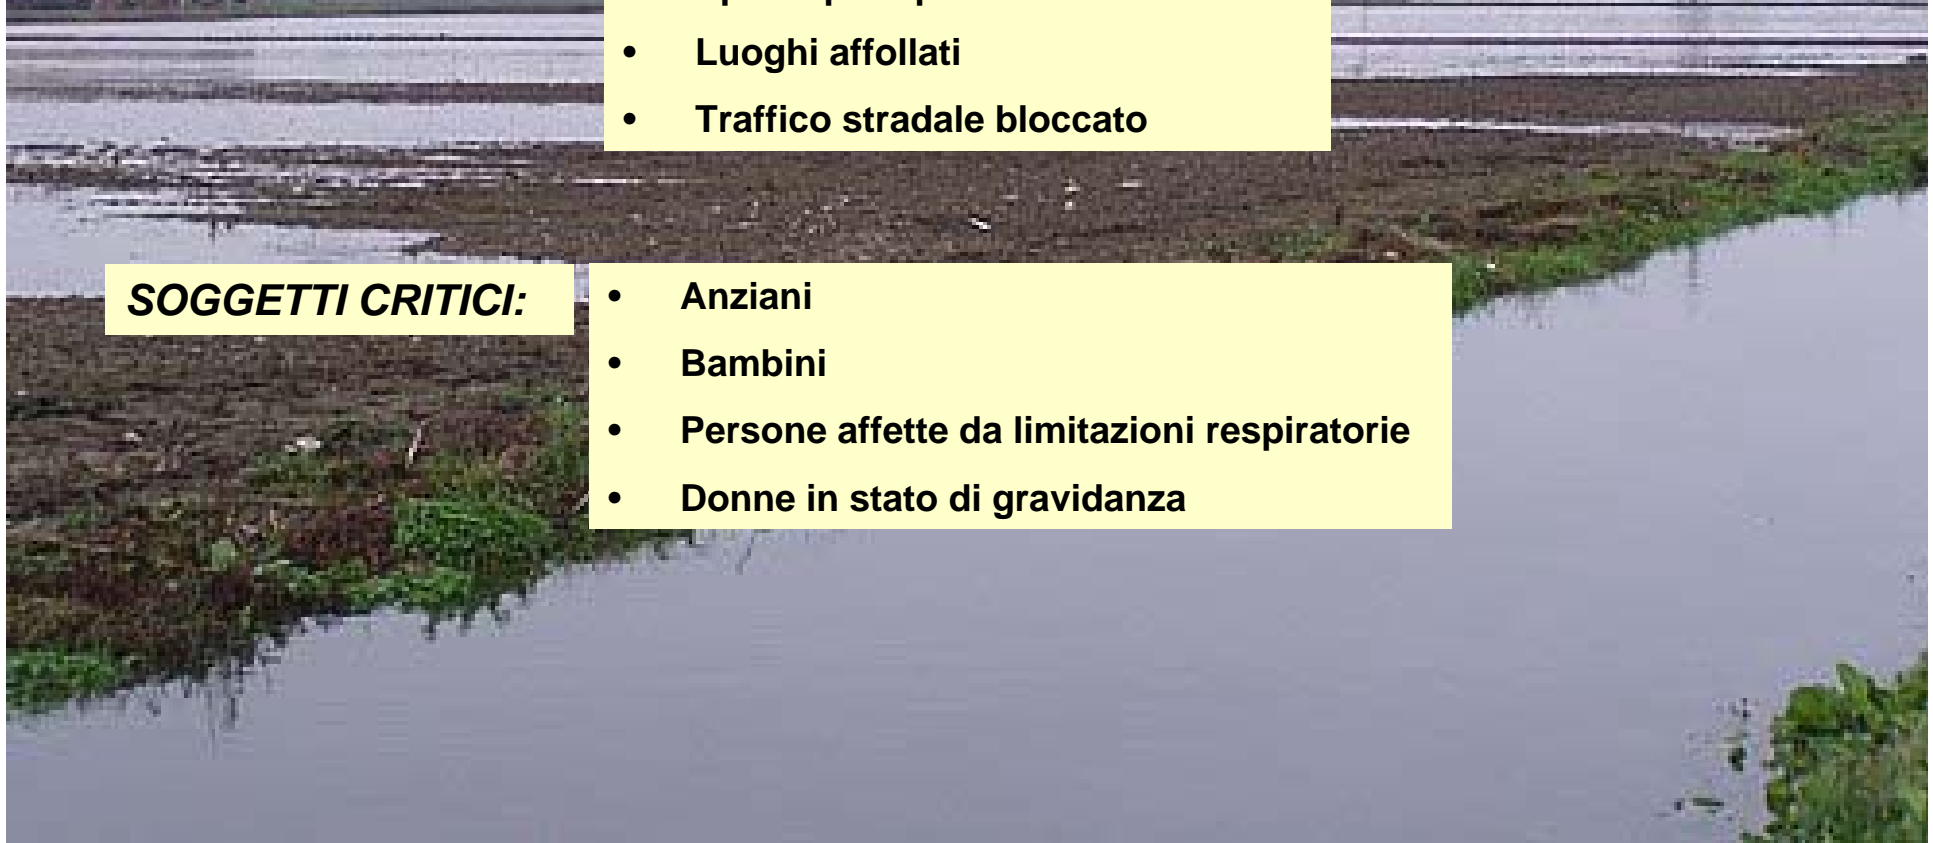 • Luoghi affollati
• Traffico stradale bloccato
SOGGETTI CRITICI:
• Anziani
• Bambini
• Persone affette da limitazioni respiratorie
• Donne in stato di gravidanza